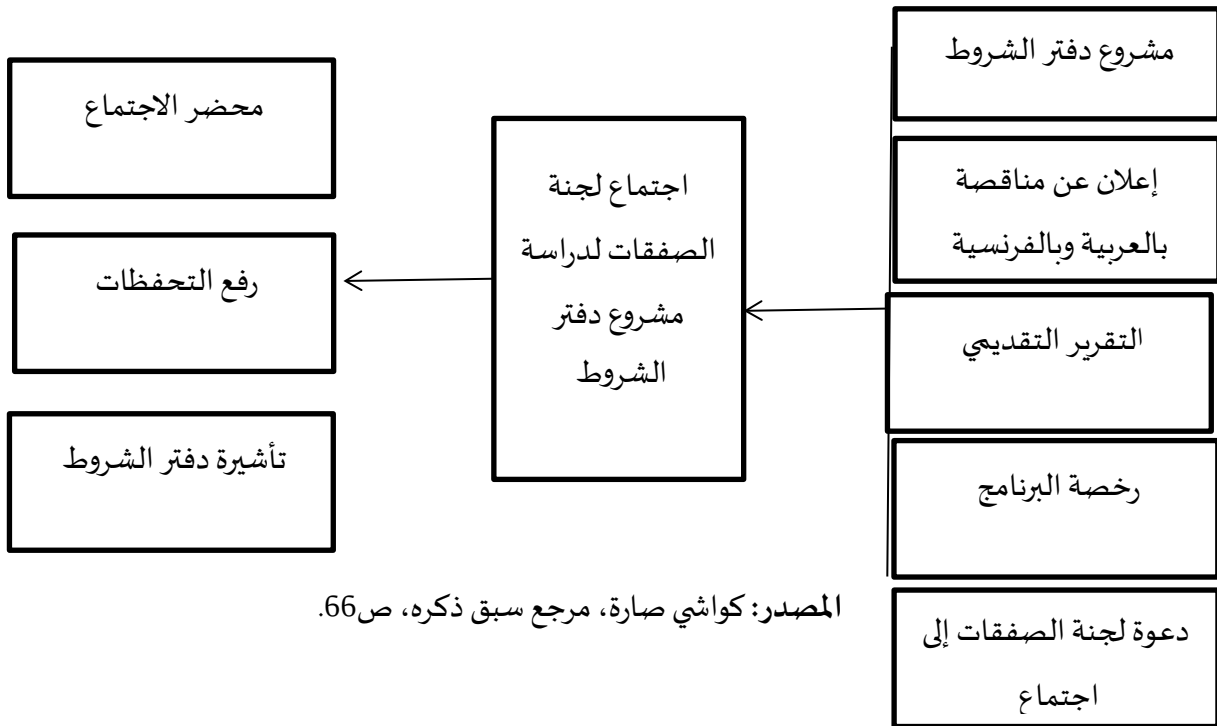 مشروع دفتر الشروط
إعلان عن مناقصة
بالعربية وبالفرنسية
التقرير التقديمي
رخصة البرنامج
دعوة لجنة الصفقات إلى
اجتماع
اجتماع لجنة
الصفقات لدراسة
مشروع دفتر
الشروط
محضر الاجتماع
رفع التحفظات
تأشيرة دفتر الشروط
المصدر: كواشي صارة، مرجع سبق ذكره، ص66.